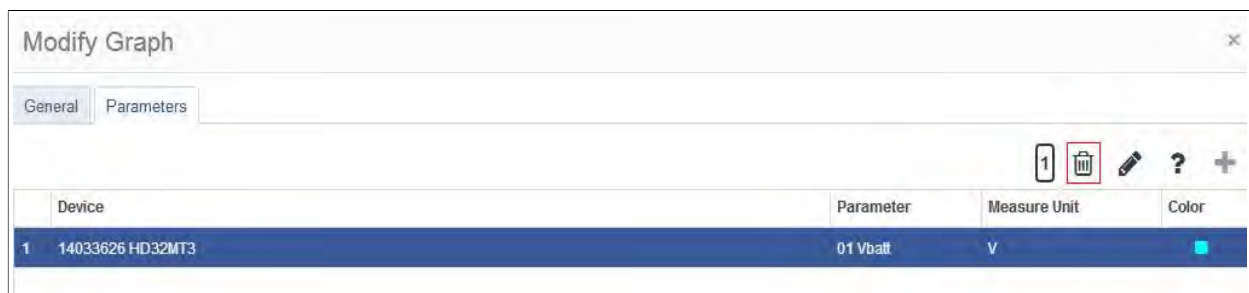 Modify Graph ×
General Parameters
1 ? +
Device Parameter Measure Unit Color
1 14033626 HD32MT3 01 Vbatt V